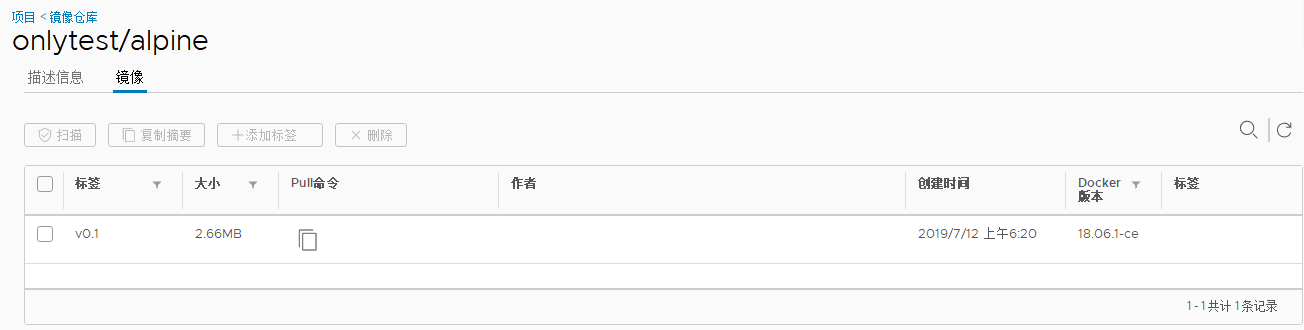 项目 < 镜像仓库
onlytest/alpine
描述信息 镜像
扫描 复制摘要 +添加标签 × 删除
标签 大小 Pull命令 作者 创建时间 Docker 版本 标签
v0.1 2.66MB 2019/7/12 上午6:20 18.06.1-ce
1 - 1 共计 1 条记录